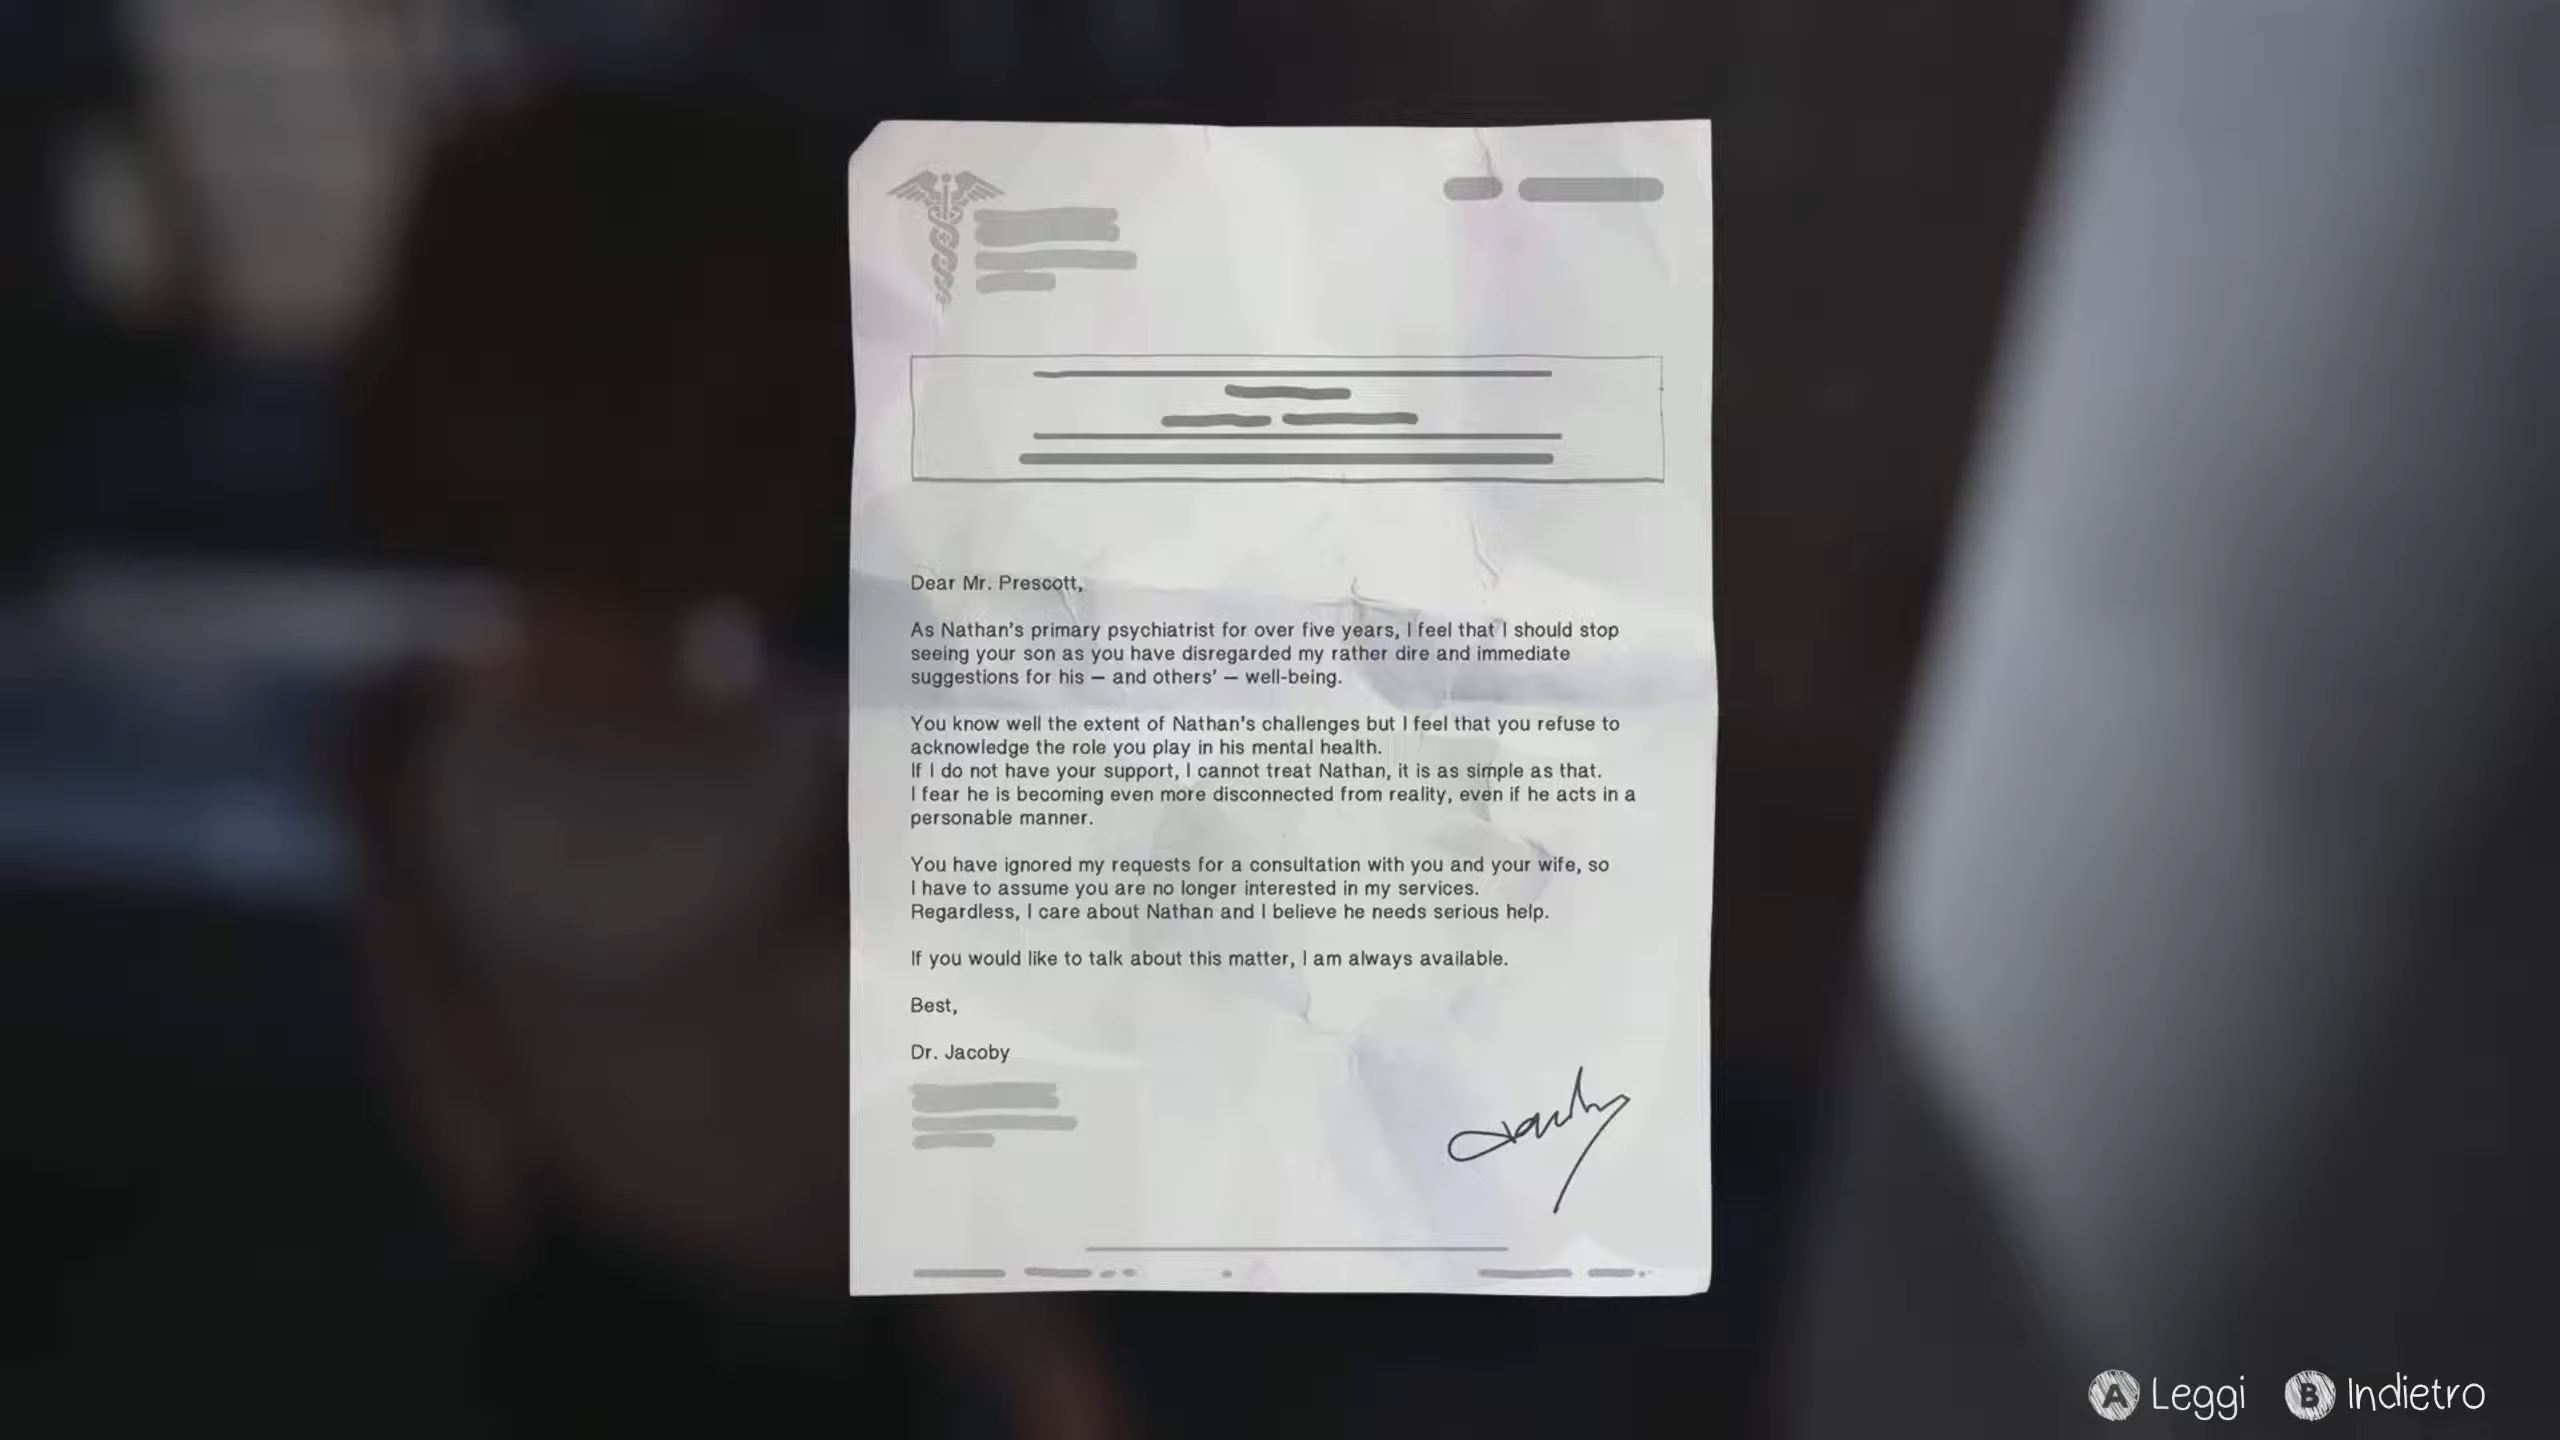 Dear Mr. Prescott,
As Nathan's primary psychiatrist for over five years, I feel that I should stop
seeing your son as you have disregarded my rather dire and immediate
suggestions for his – and others' – well-being.
You know well the extent of Nathan's challenges but I feel that you refuse to
acknowledge the role you play in his mental health.
If I do not have your support, I cannot treat Nathan, it is as simple as that.
I fear he is becoming even more disconnected from reality, even if he acts in a
personable manner.
You have ignored my requests for a consultation with you and your wife, so
I have to assume you are no longer interested in my services.
Regardless, I care about Nathan and I believe he needs serious help.
If you would like to talk about this matter, I am always available.
Best,
Dr. Jacoby
Jacoby
A Leggi B Indietro